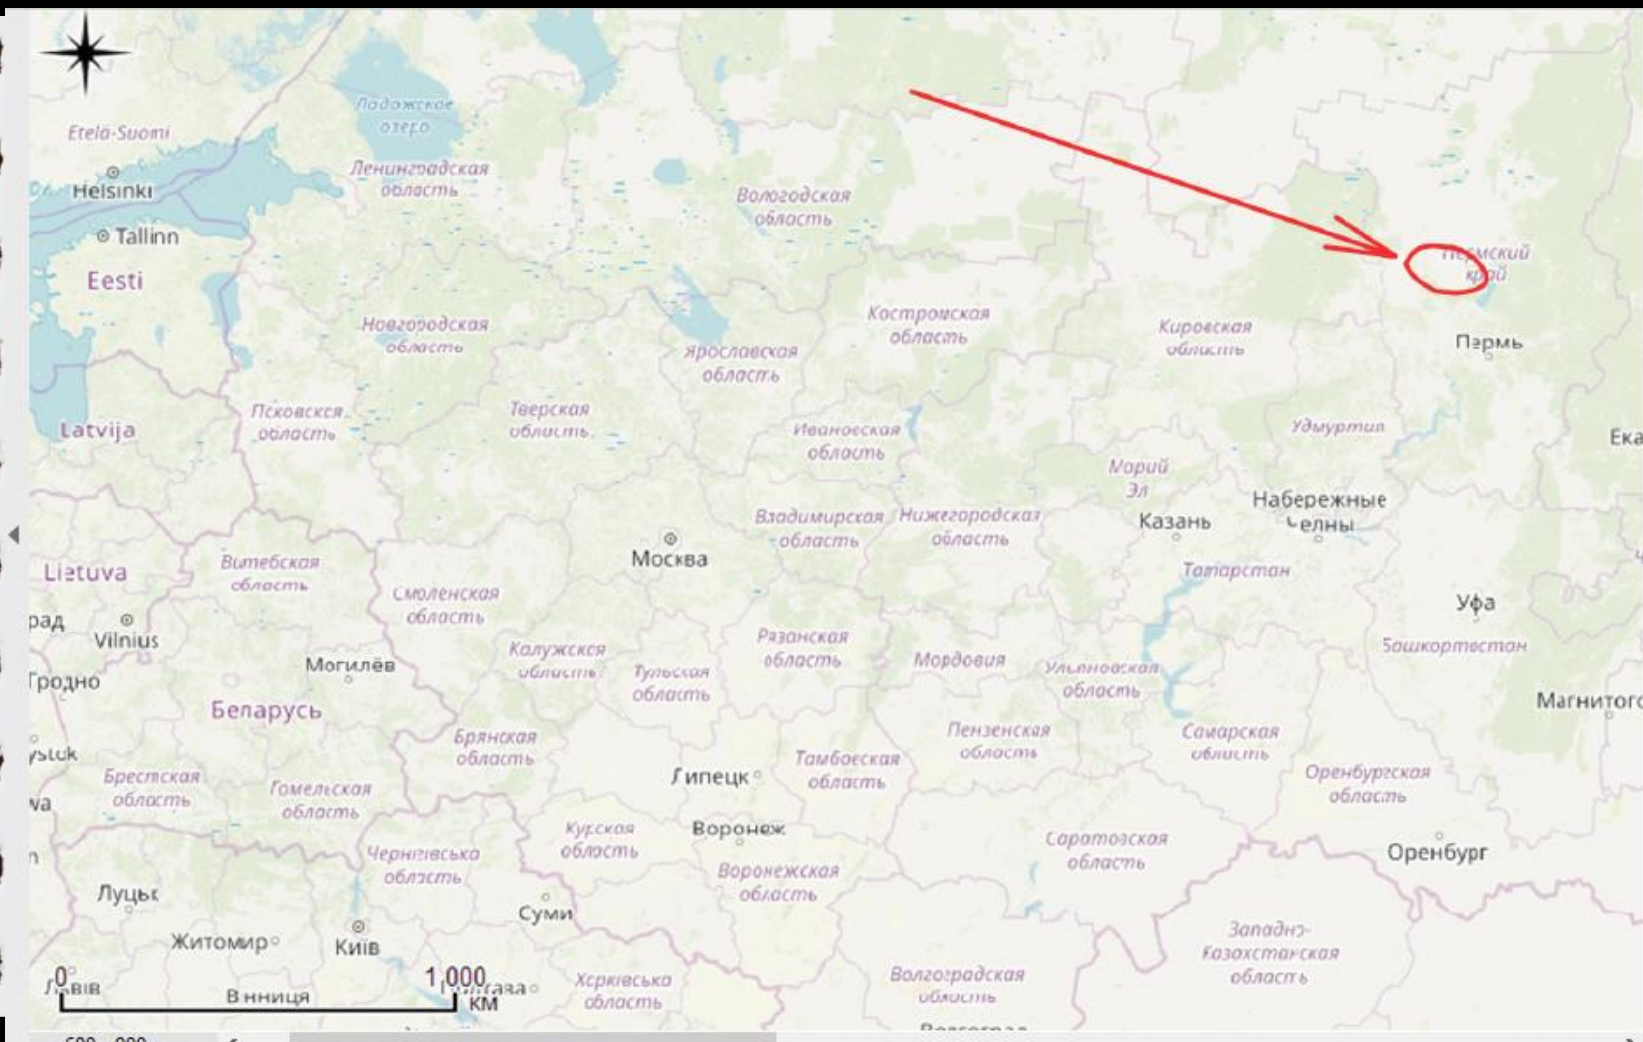 Ладожское
озеро
Etelä-Suomi
Ленинградская
область
Helsinki
Вологодская
область
Tallinn
Eesti
Пермский
край
Новгородская
область
Костромская
область
Кировская
область
Пермь
Ярославская
область
Псковская
область
Тверская
область
Latvija
Ивановская
область
Удмуртия
Ека
Марий
Эл
Набережные
Челны
Казань
Владимирская
область
Нижегородская
область
Москва
Lietuva
Витебская
область
Татарстан
Смоленская
область
Уфа
рад
Vilnius
Рязанская
область
Башкортостан
Калужская
область
Тульская
область
Мордовия
Ульяновская
область
Могилёв
Гродно
Беларусь
Магнитого
Брянская
область
Пензенская
область
Самарская
область
Липецк
Тамбовская
область
Оренбургская
область
Брестская
область
Гомельская
область
wa
Курская
область
Воронеж
Саратовская
область
Оренбург
Чернігівська
область
Воронежская
область
Луцьк
Суми
Житомир
Київ
Западно-
Казахстанская
область
Львів
Вінниця
0
1 000
км
Харківська
область
Волгоградская
область